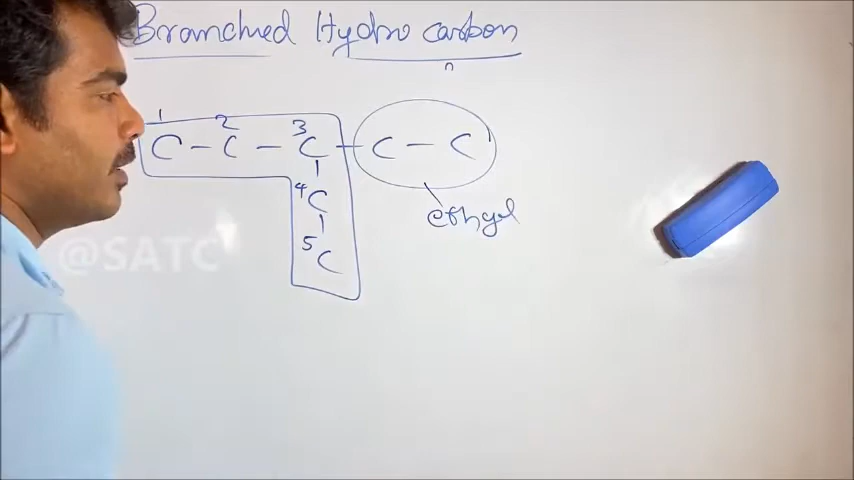 Branched Hydro carbon
1 2 3
C - C - C - C - C
4 C
ethyl
5 C
@SATC